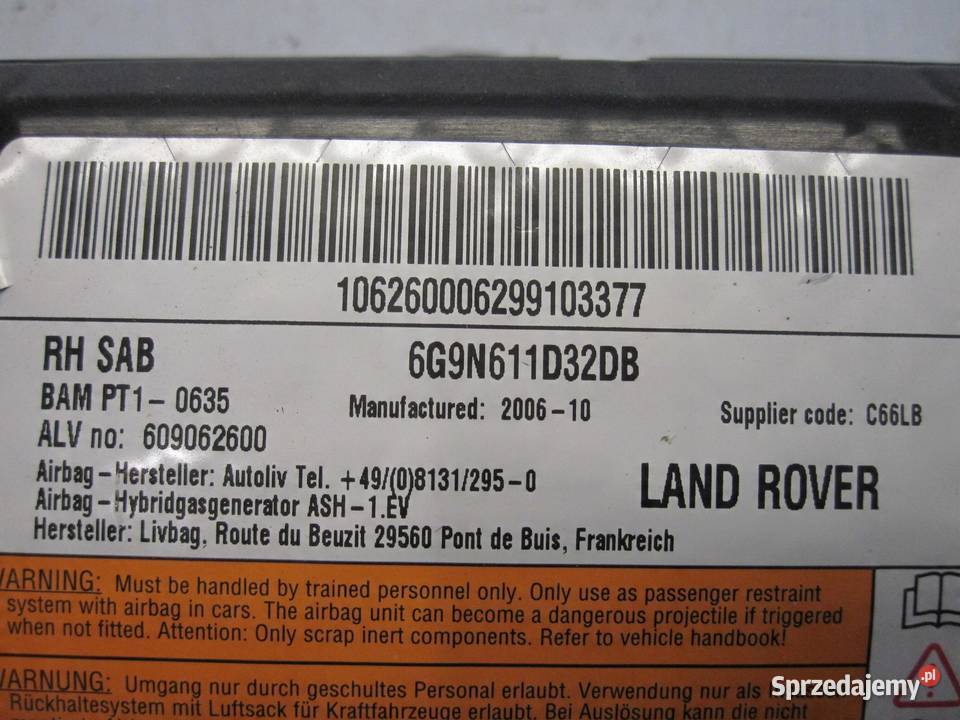 106260006299103377
RH SAB 6G9N611D32DB
BAM PT1- 0635 Manufactured: 2006-10 Supplier code: C66LB
ALV no: 609062600
Airbag-Hersteller: Autoliv Tel. +49/(0)8131/295-0 LAND ROVER
Airbag-Hybridgasgenerator ASH-1.EV
Hersteller: Livbag, Route du Beuzit 29560 Pont de Buis, Frankreich
WARNING: Must be handled by trained personnel only. Only use as passenger restraint
system with airbag in cars. The airbag unit can become a dangerous projectile if triggered
when not fitted. Attention: Only scrap inert components. Refer to vehicle handbook!
WARNUNG: Umgang nur durch geschultes Personal erlaubt. Verwendung nur als
Rückhaltesystem mit Luftsack für Kraftfahrzeuge erlaubt. Bei Auslösung kann die nicht
Sprzedajemy.pl